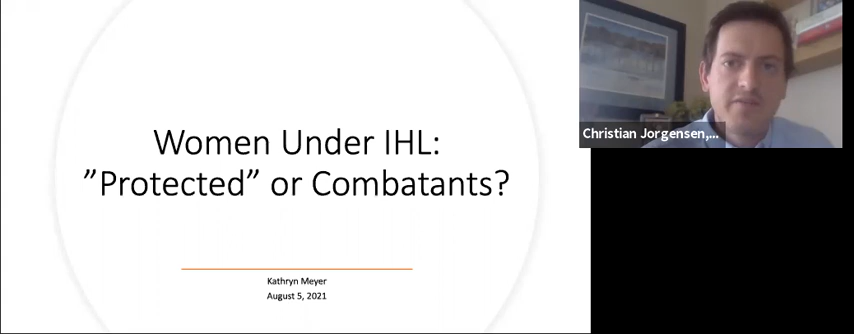 Women Under IHL:
”Protected” or Combatants?
Kathryn Meyer
August 5, 2021
Christian Jorgensen,...